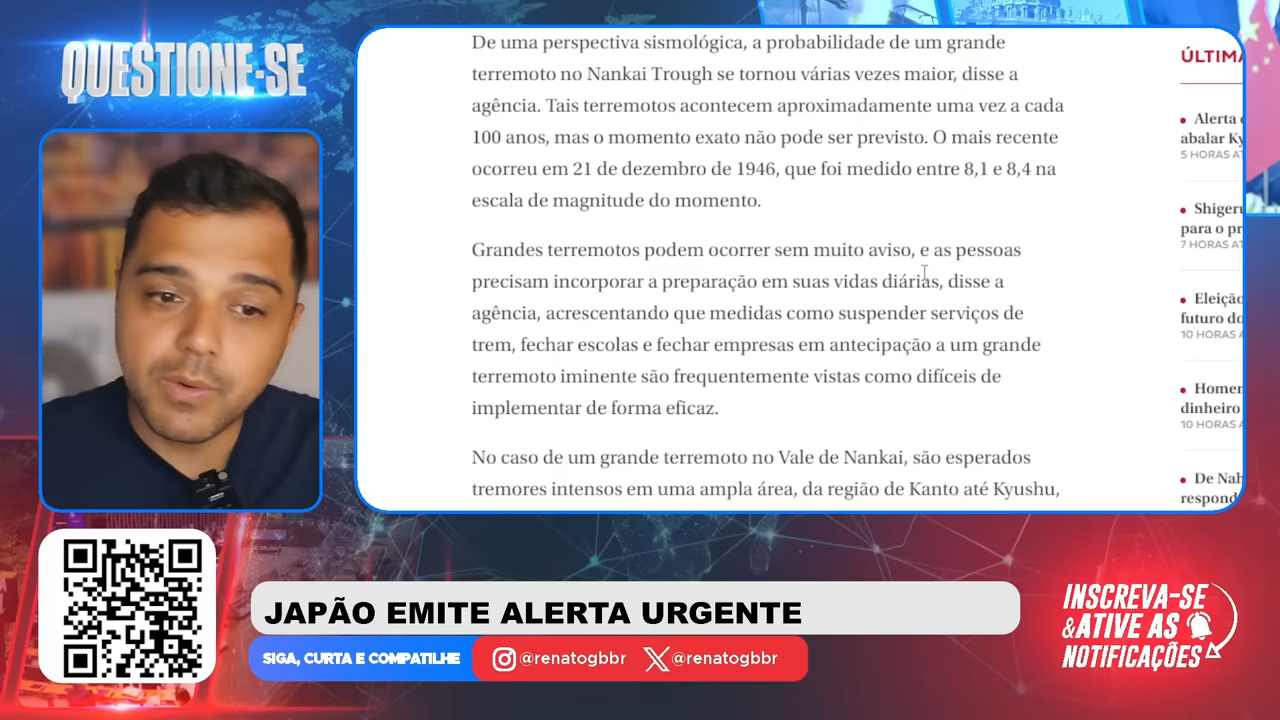 QUESTIONE-SE
De uma perspectiva sismológica, a probabilidade de um grande
terremoto no Nankai Trough se tornou várias vezes maior, disse a
agência. Tais terremotos acontecem aproximadamente uma vez a cada
100 anos, mas o momento exato não pode ser previsto. O mais recente
ocorreu em 21 de dezembro de 1946, que foi medido entre 8,1 e 8,4 na
escala de magnitude do momento.
Grandes terremotos podem ocorrer sem muito aviso, e as pessoas
precisam incorporar a preparação em suas vidas diárias, disse a
agência, acrescentando que medidas como suspender serviços de
trem, fechar escolas e fechar empresas em antecipação a um grande
terremoto iminente são frequentemente vistas como difíceis de
implementar de forma eficaz.
No caso de um grande terremoto no Vale de Nankai, são esperados
tremores intensos em uma ampla área, da região de Kanto até Kyushu,
ÚLTIMA
Alerta
abalar Ky
5 HORAS AT
Shigeru
para o pr
7 HORAS AT
Eleição
futuro do
10 HORAS A
Homen
dinheiro
10 HORAS A
De Nah
respond
JAPÃO EMITE ALERTA URGENTE
SIGA, CURTA E COMPATILHE
@renatogbbr
@renatogbbr
INSCREVA-SE
&ATIVE AS
NOTIFICAÇÕES